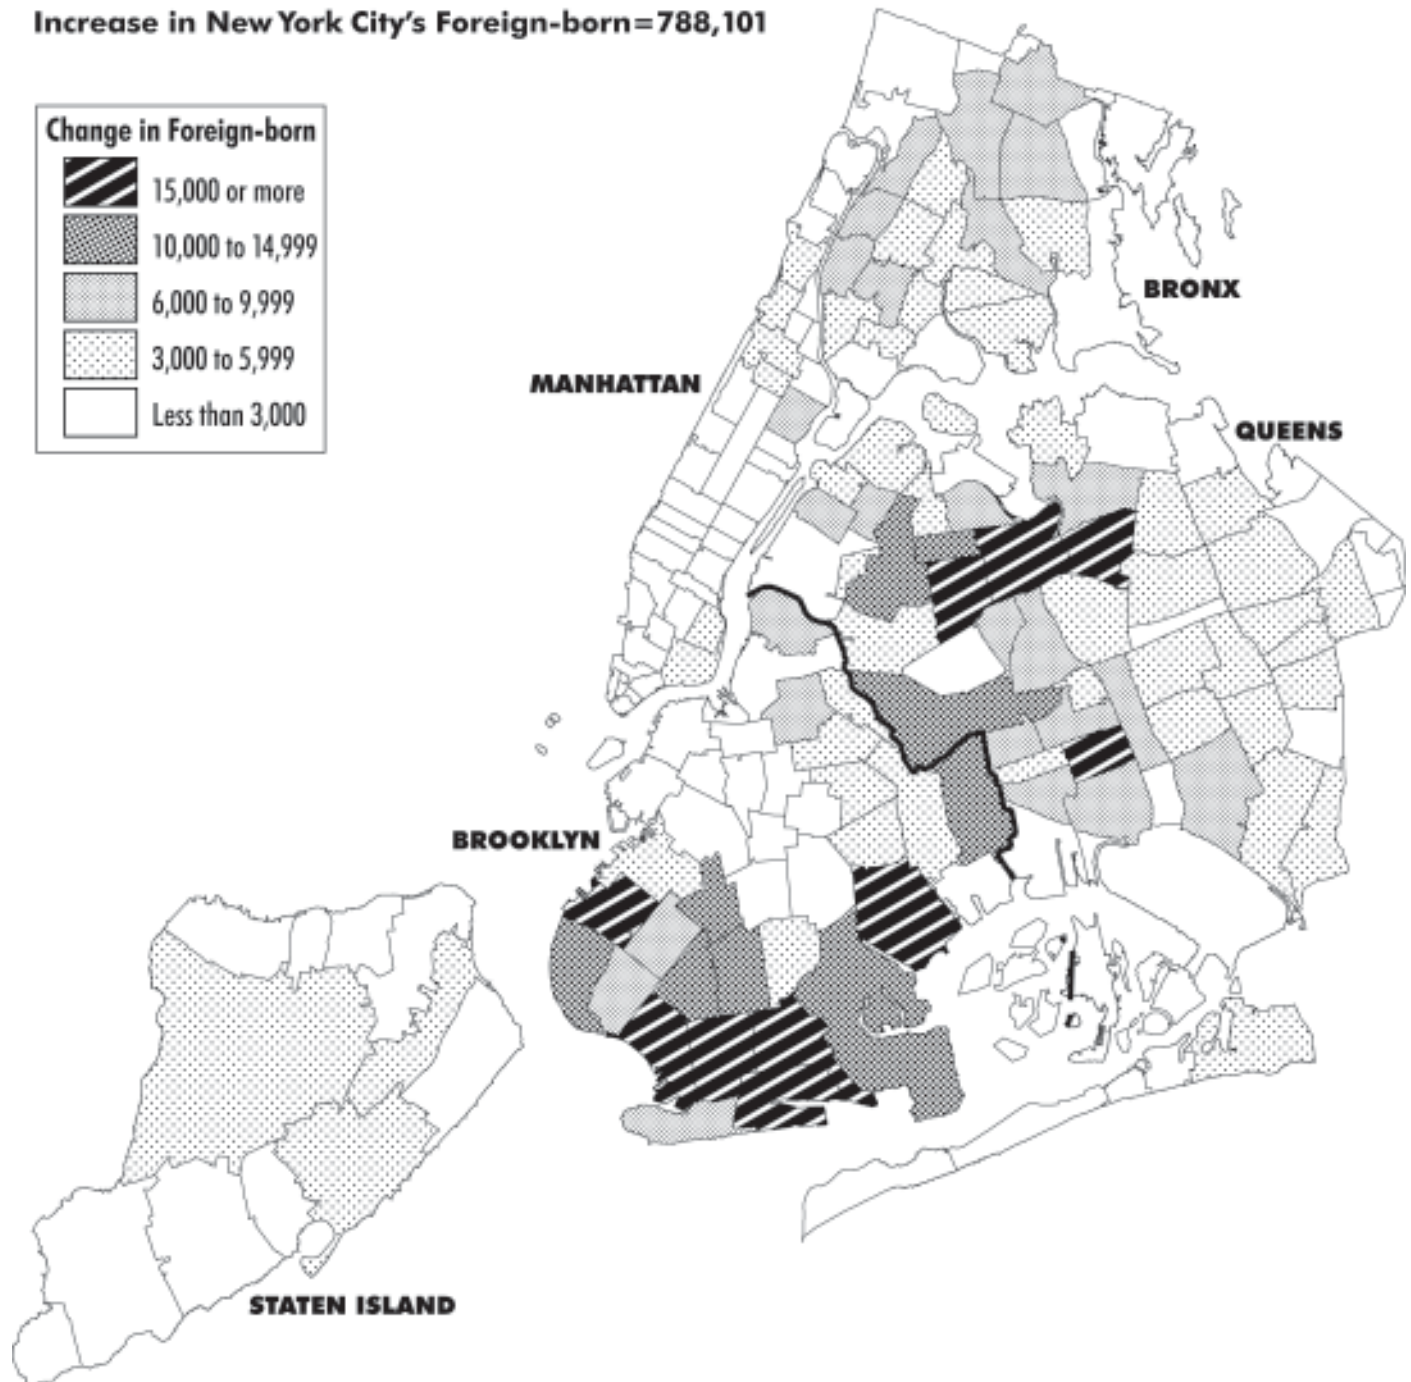 Increase in New York City's Foreign-born=788,101
Change in Foreign-born
15,000 or more
10,000 to 14,999
6,000 to 9,999
3,000 to 5,999
Less than 3,000
BRONX
MANHATTAN
QUEENS
BROOKLYN
STATEN ISLAND